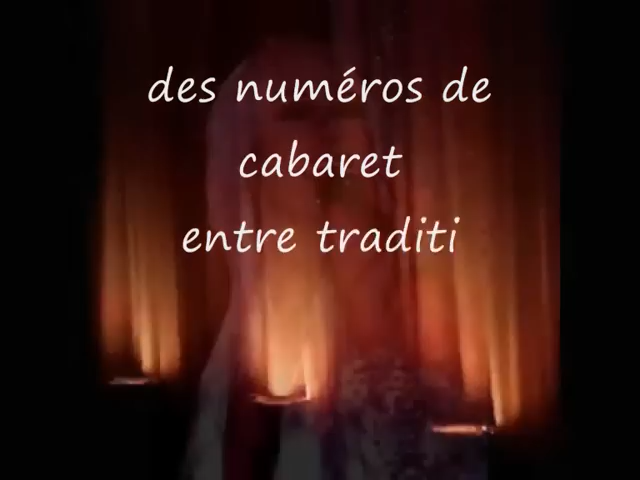 des numéros de
cabaret
entre traditi